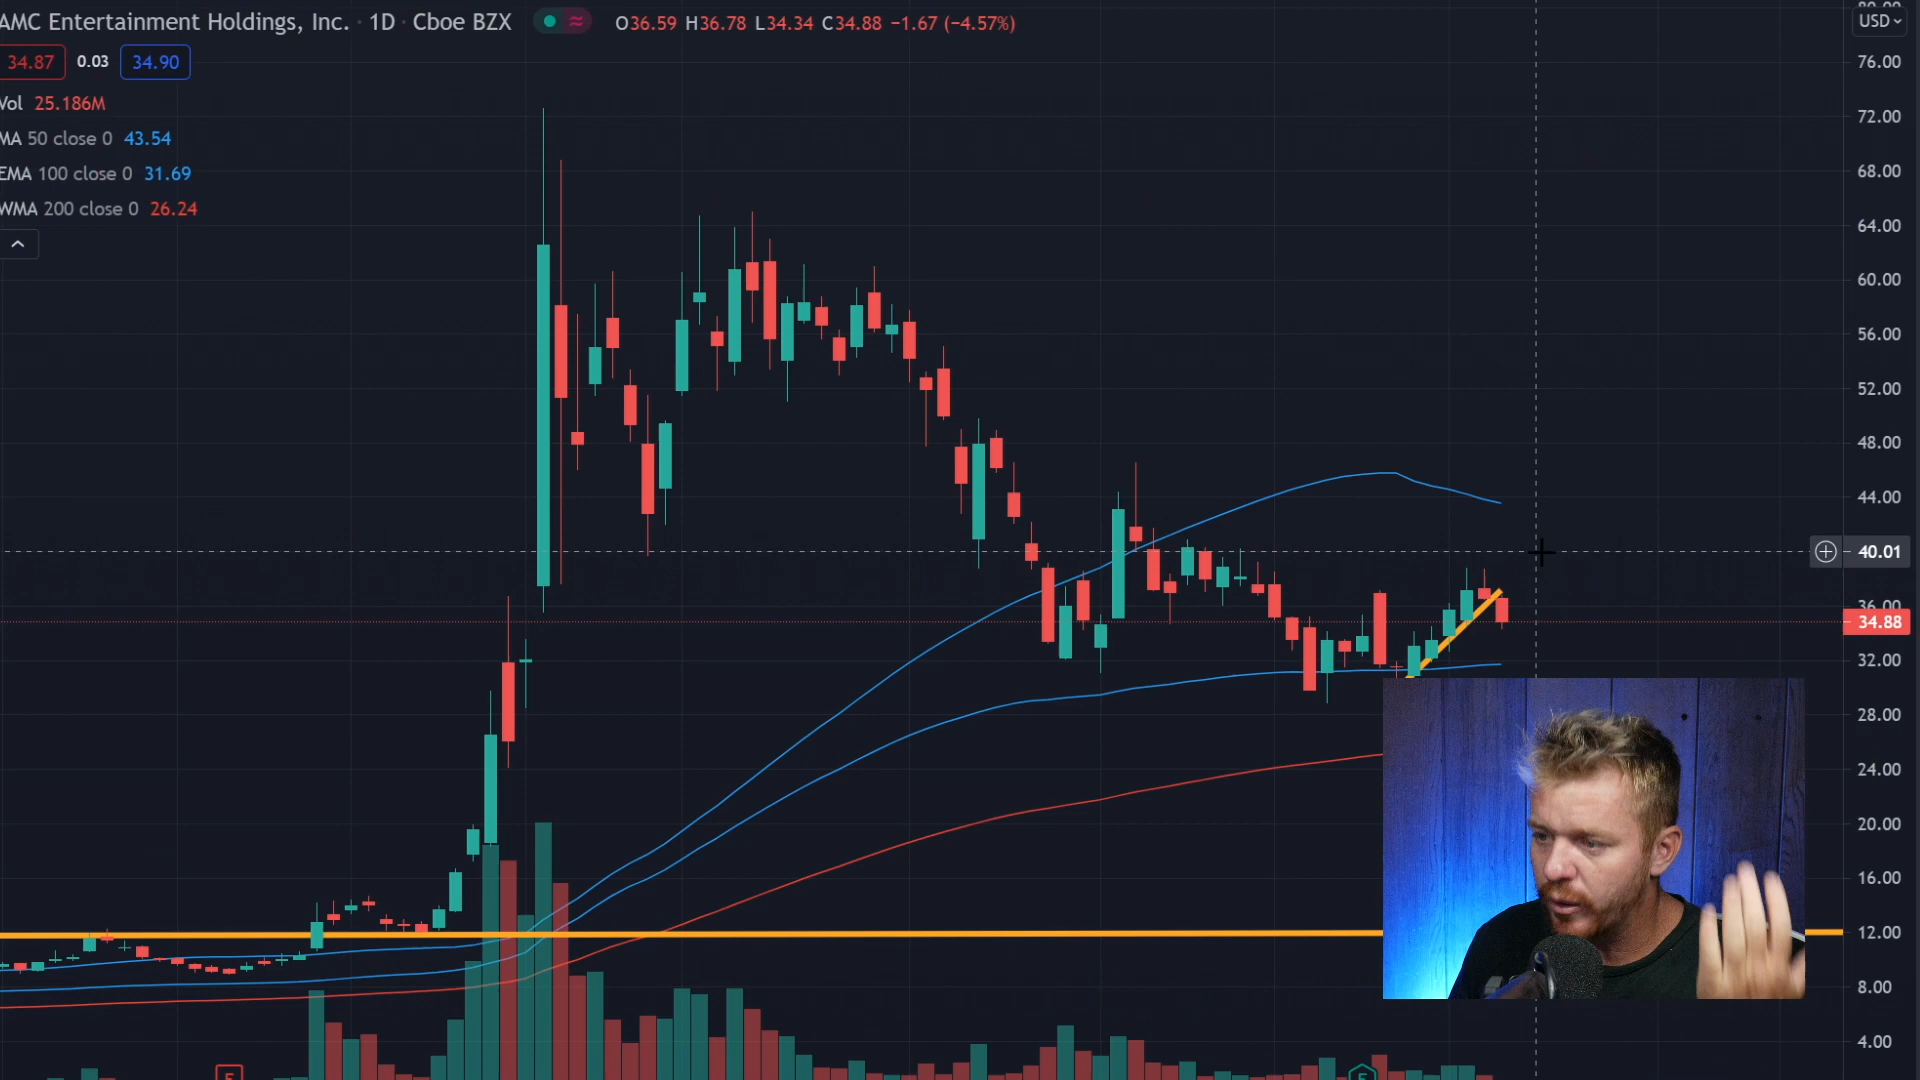 AMC Entertainment Holdings, Inc. · 1D · Cboe BZX O36.59 H36.78 L34.34 C34.88 −1.67 (−4.57%)
34.87 0.03 34.90
Vol 25.186M
MA 50 close 0 43.54
EMA 100 close 0 31.69
WMA 200 close 0 26.24
80.00
USD
76.00
72.00
68.00
64.00
60.00
56.00
52.00
48.00
44.00
40.01
36.00
34.88
32.00
28.00
24.00
20.00
16.00
12.00
8.00
4.00
E
E